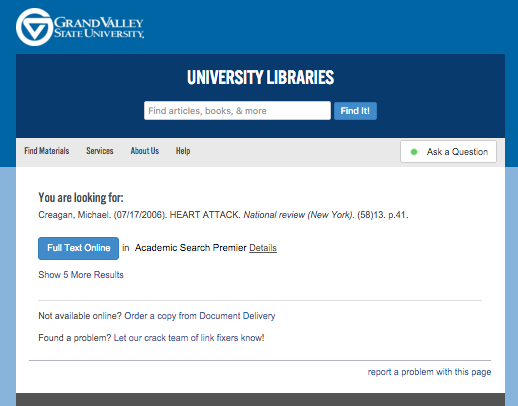 GRANDVALLEY
STATE UNIVERSITY
UNIVERSITY LIBRARIES
Find articles, books, & more
Find It!
Find Materials
Services
About Us
Help
Ask a Question
You are looking for:
Creagan, Michael. (07/17/2006). HEART ATTACK. National review (New York). (58)13. p.41.
Full Text Online in Academic Search Premier Details
Show 5 More Results
Not available online? Order a copy from Document Delivery
Found a problem? Let our crack team of link fixers know!
report a problem with this page